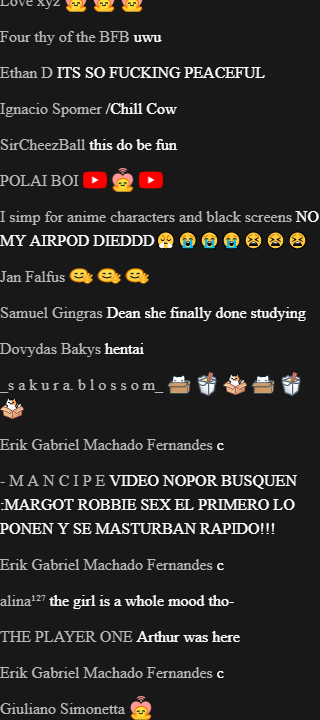 Love xyz 
Four thy of the BFB uwu
Ethan D ITS SO FUCKING PEACEFUL
Ignacio Spomer /Chill Cow
SirCheezBall this do be fun
POLAI BOI
I simp for anime characters and black screens NO
MY AIRPOD DIEDDD 😤 😭 😭 😭 😫 😫 😫
Jan Falfus
Samuel Gingras Dean she finally done studying
Dovydas Bakys hentai
_s a k u r a. b l o s s o m_
Erik Gabriel Machado Fernandes c
- M A N C I P E VIDEO NOPOR BUSQUEN
:MARGOT ROBBIE SEX EL PRIMERO LO
PONEN Y SE MASTURBAN RAPIDO!!!
Erik Gabriel Machado Fernandes c
alina¹²⁷ the girl is a whole mood tho-
THE PLAYER ONE Arthur was here
Erik Gabriel Machado Fernandes c
Giuliano Simonetta